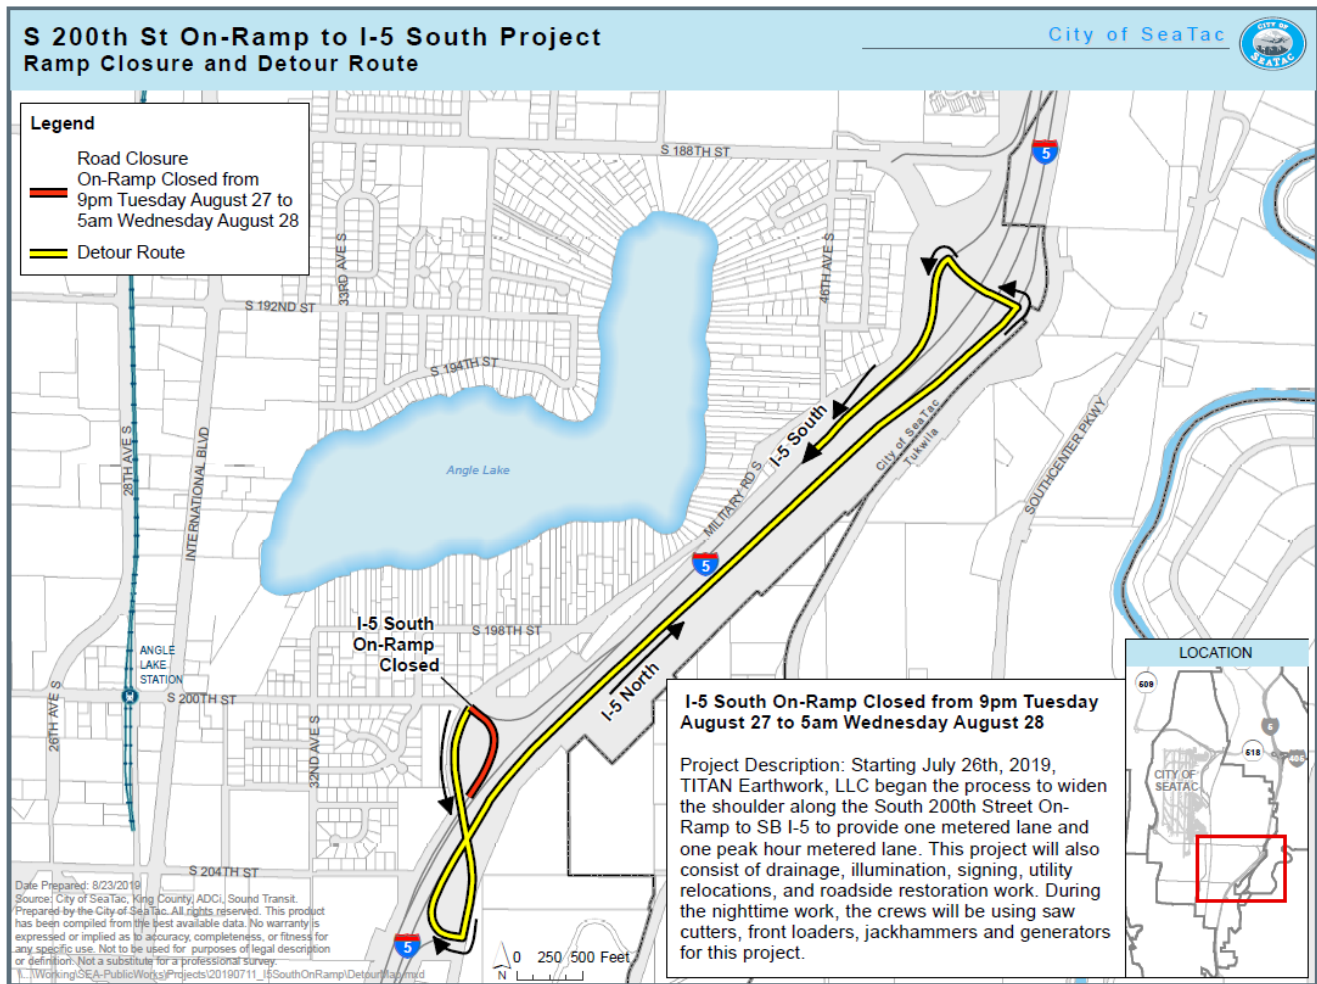 S 200th St On-Ramp to I-5 South Project
Ramp Closure and Detour Route
City of SeaTac
CITY OF
SEATAC
Legend
Road Closure
On-Ramp Closed from
9pm Tuesday August 27 to
5am Wednesday August 28
Detour Route
S 188TH ST
5
33RD AVE S
46TH AVE S
S 192ND ST
S 194TH ST
28TH AVE S
INTERNATIONAL BLVD
Angle Lake
I-5 South
MILITARY RD S
City of SeaTac
Tukwila
SOUTHCENTER PKWY
5
I-5 South
On-Ramp
Closed
S 198TH ST
ANGLE
LAKE
STATION
S 200TH ST
26TH AVE S
32ND AVE S
I-5 North
S 204TH ST
5
I-5 South On-Ramp Closed from 9pm Tuesday
August 27 to 5am Wednesday August 28
Project Description: Starting July 26th, 2019,
TITAN Earthwork, LLC began the process to widen
the shoulder along the South 200th Street On-
Ramp to SB I-5 to provide one metered lane and
one peak hour metered lane. This project will also
consist of drainage, illumination, signing, utility
relocations, and roadside restoration work. During
the nighttime work, the crews will be using saw
cutters, front loaders, jackhammers and generators
for this project.
LOCATION
509
5
518
405
CITY OF
SEATAC
Date Prepared: 8/23/2019
Source: City of SeaTac, King County, ADCi, Sound Transit.
Prepared by the City of SeaTac. All rights reserved. This product
has been compiled from the best available data. No warranty is
expressed or implied as to accuracy, completeness, or fitness for
any specific use. Not to be used for purposes of legal description
or definition. Not a substitute for a professional survey.
\Working\SEA-PublicWorks\Projects\20190711_I5SouthOnRamp\DetourMap.mxd
N
0 250 500 Feet